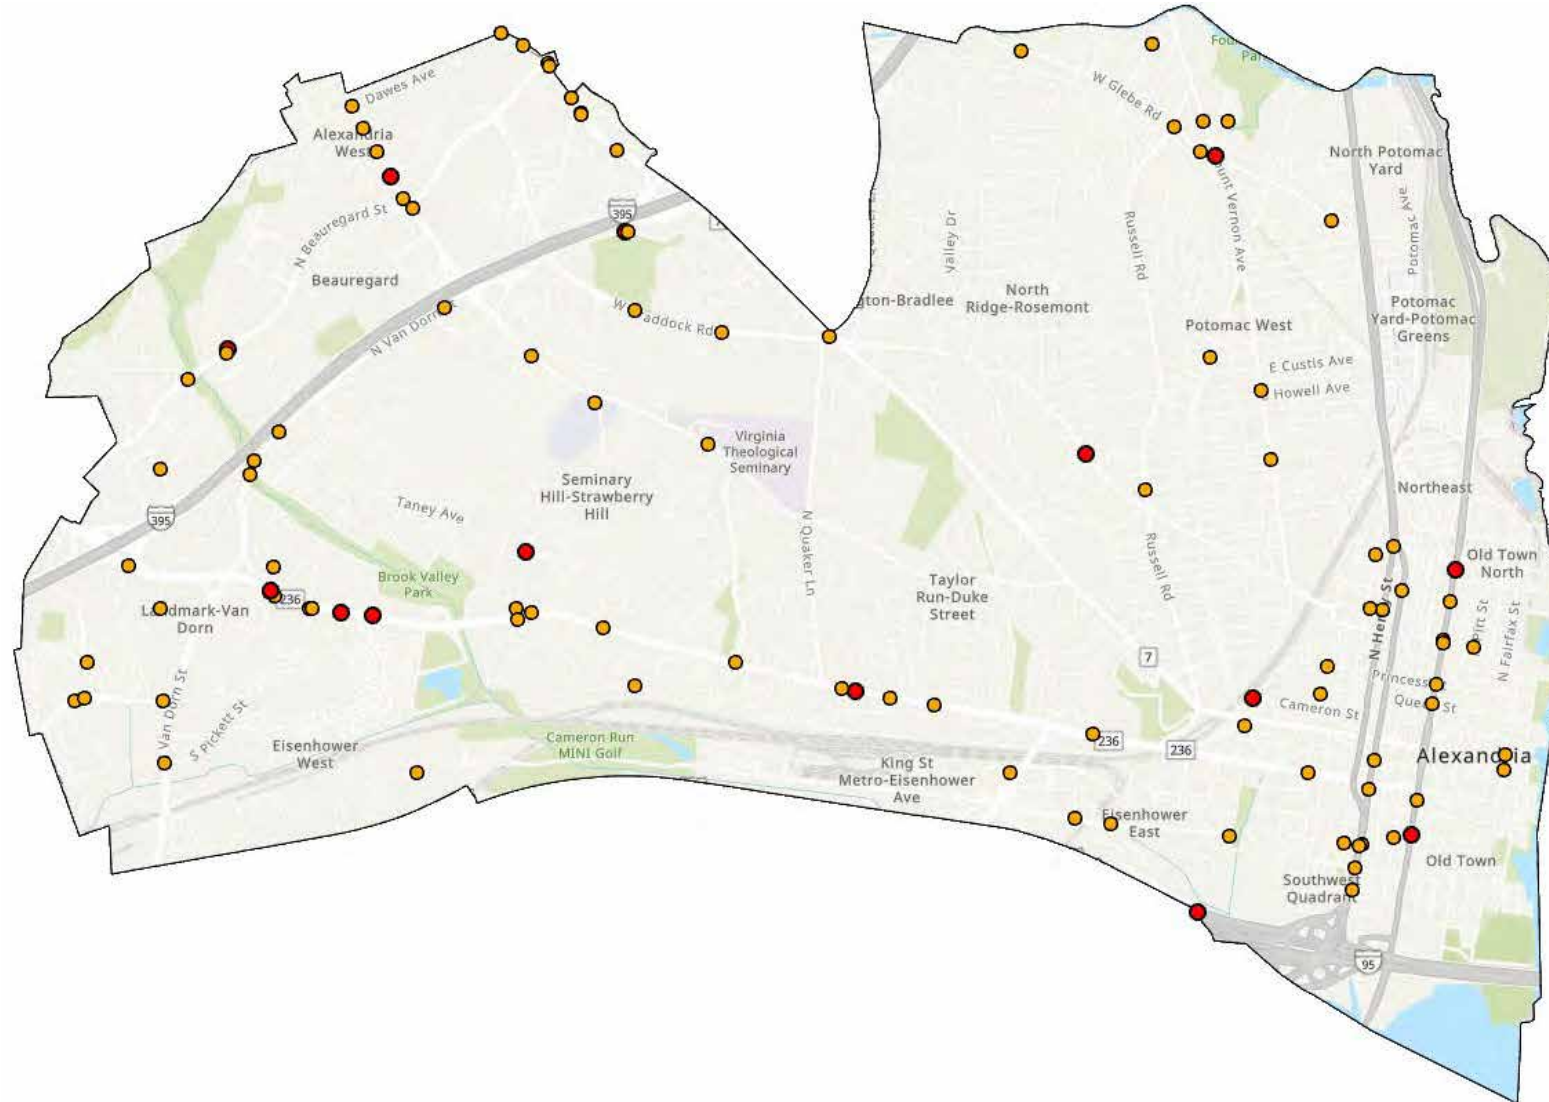 Dawes Ave
Alexandria
West
N Beauregard St
395
Beauregard
N Van Dorn
W
addock Rd
Valley Dr
W Glebe Rd
Russell Rd
ount Vernon Ave
North Potomac
Yard
Potomac Ave
gton-Bradlee
North
Ridge-Rosemont
Potomac West
Potomac
Yard-Potomac
Greens
E Custis Ave
Howell Ave
Virginia
Theological
Seminary
Seminary
Hill-Strawberry
Hill
Northeast
395
Taney Ave
N Quaker Ln
Russell Rd
Old Town
North
Brook Valley
Park
Taylor
Run-Duke
Street
236
Landmark-Van
Dorn
N Henry St
N Fairfax St
7
Princess St
Cameron St
St
Van Dorn St
S Pickett St
Eisenhower
West
Cameron Run
MINI Golf
236
236
King St
Metro-Eisenhower
Ave
Alexandria
Eisenhower
East
Old Town
Southwest
Quadrant
95